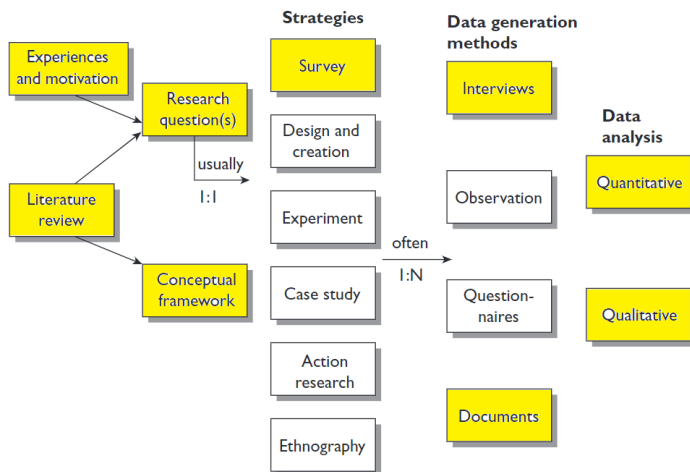 Strategies
Data generation
methods
Experiences
and motivation
Survey
Interviews
Research
question(s)
Data
analysis
Design and
creation
usually
1:1
Literature
review
Observation
Quantitative
Experiment
often
1:N
Conceptual
framework
Case study
Question-
naires
Qualitative
Action
research
Documents
Ethnography